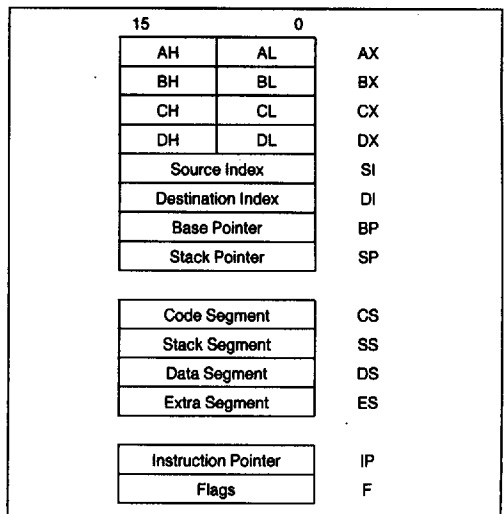 15 0
AH AL AX
BH BL BX
CH CL CX
DH DL DX
Source Index SI
Destination Index DI
Base Pointer BP
Stack Pointer SP
Code Segment CS
Stack Segment SS
Data Segment DS
Extra Segment ES
Instruction Pointer IP
Flags F